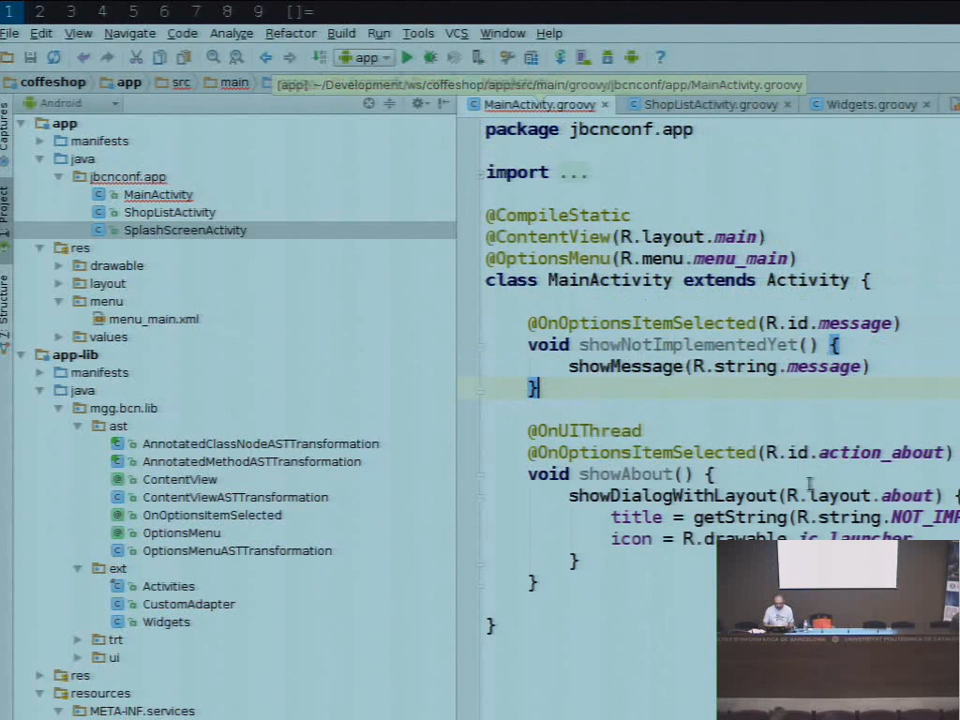 1 2 3 4 5 6 7 8 9 []=
File Edit View Navigate Code Analyze Refactor Build Run Tools VCS Window Help
app
coffeshop app src main
[app] ~/Development/ws/coffeshop/app/src/main/groovy/jbcnconf/app/MainActivity.groovy
Android
MainActivity.groovy ShopListActivity.groovy Widgets.groovy
Captures
1: Project
7: Structure
app
manifests
java
jbcnconf.app
MainActivity
ShopListActivity
SplashScreenActivity
res
drawable
layout
menu
menu_main.xml
values
app-lib
manifests
java
mgg.bcn.lib
ast
AnnotatedClassNodeASTTransformation
AnnotatedMethodASTTransformation
ContentView
ContentViewASTTransformation
OnOptionsItemSelected
OptionsMenu
OptionsMenuASTTransformation
ext
Activities
CustomAdapter
Widgets
trt
ui
res
resources
META-INF.services
package jbcnconf.app
import ...
@CompileStatic
@ContentView(R.layout.main)
@OptionsMenu(R.menu.menu_main)
class MainActivity extends Activity {
@OnOptionsItemSelected(R.id.message)
void showNotImplementedYet() {
showMessage(R.string.message)
}
@OnUIThread
@OnOptionsItemSelected(R.id.action_about)
void showAbout() {
showDialogWithLayout(R.layout.about) {
title = getString(R.string.NOT_IMP
icon = R.drawable.ic_launcher
}
}
}